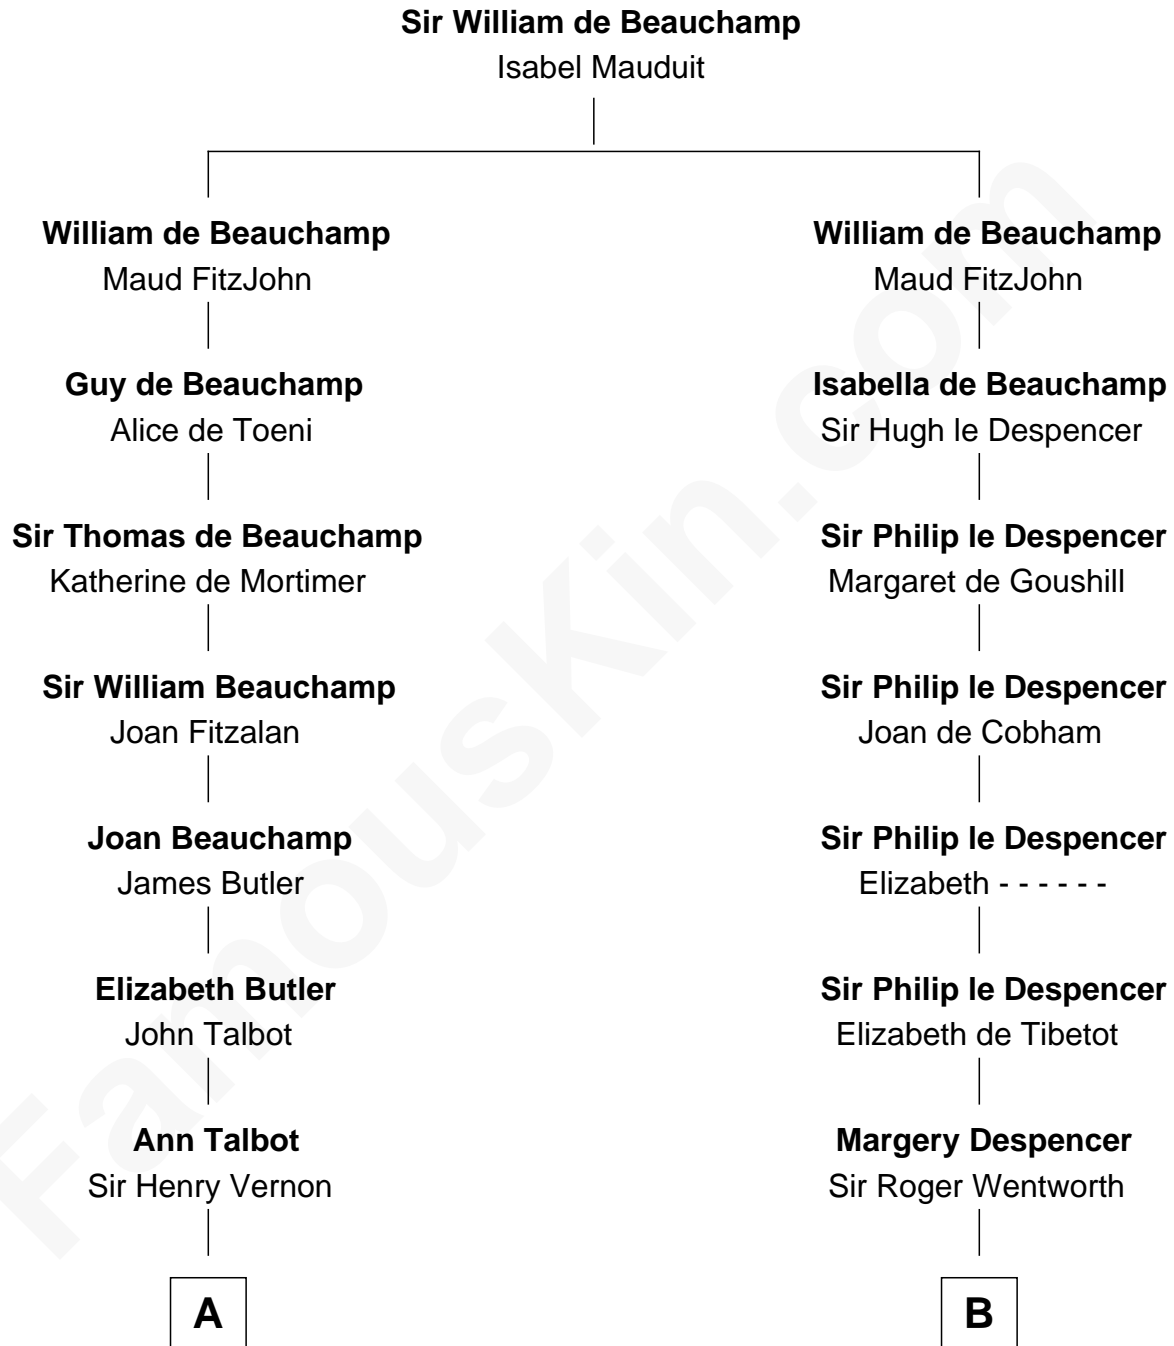 Sir William de Beauchamp
Isabel Mauduit
William de Beauchamp
Maud FitzJohn
William de Beauchamp
Maud FitzJohn
Guy de Beauchamp
Alice de Toeni
Isabella de Beauchamp
Sir Hugh le Despencer
Sir Thomas de Beauchamp
Katherine de Mortimer
Sir Philip le Despencer
Margaret de Goushill
Sir William Beauchamp
Joan Fitzalan
Sir Philip le Despencer
Joan de Cobham
Joan Beauchamp
James Butler
Sir Philip le Despencer
Elizabeth - - - - - -
Elizabeth Butler
John Talbot
Sir Philip le Despencer
Elizabeth de Tibetot
Ann Talbot
Sir Henry Vernon
Margery Despencer
Sir Roger Wentworth
A
B
FamousKin.com